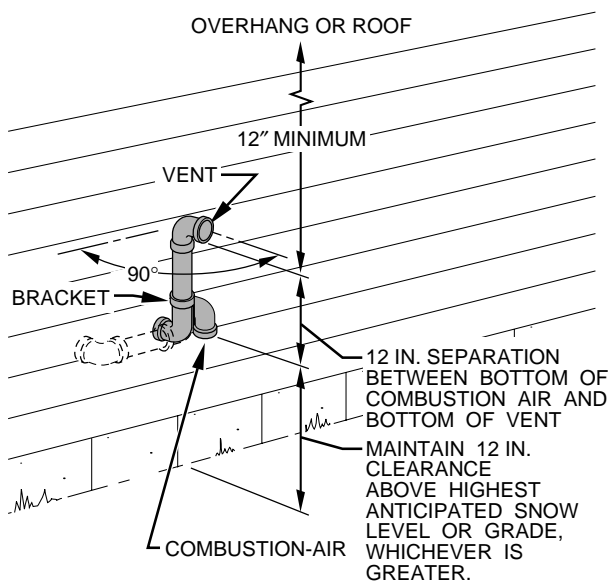 OVERHANG OR ROOF
12″ MINIMUM
VENT
90°
BRACKET
12 IN. SEPARATION
BETWEEN BOTTOM OF
COMBUSTION AIR AND
BOTTOM OF VENT
MAINTAIN 12 IN.
CLEARANCE
ABOVE HIGHEST
ANTICIPATED SNOW
LEVEL OR GRADE,
WHICHEVER IS
GREATER.
COMBUSTION-AIR